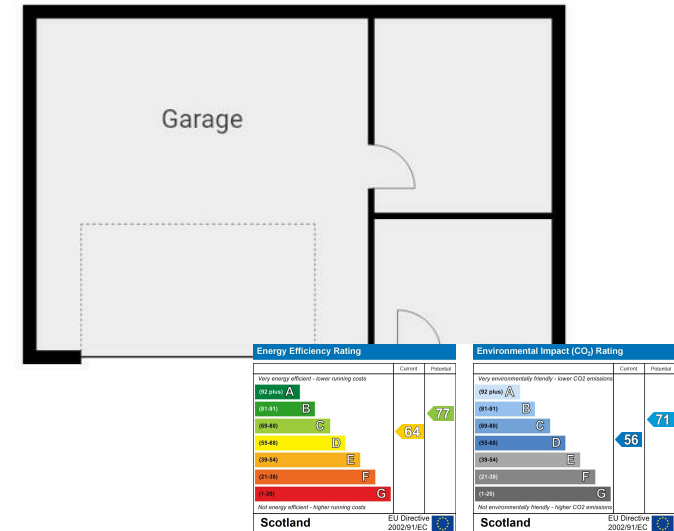 Garage
Energy Efficiency Rating
Current Potential
Very energy efficient - lower running costs
(92 plus) A
(81-91) B
(69-80) C
(55-68) D
(39-54) E
(21-38) F
(1-20) G
64
77
Not energy efficient - higher running costs
Scotland
EU Directive
2002/91/EC
Environmental Impact (CO2) Rating
Current Potential
Very environmentally friendly - lower CO2 emissions
(92 plus) A
(81-91) B
(69-80) C
(55-68) D
(39-54) E
(21-38) F
(1-20) G
56
71
Not environmentally friendly - higher CO2 emissions
Scotland
EU Directive
2002/91/EC